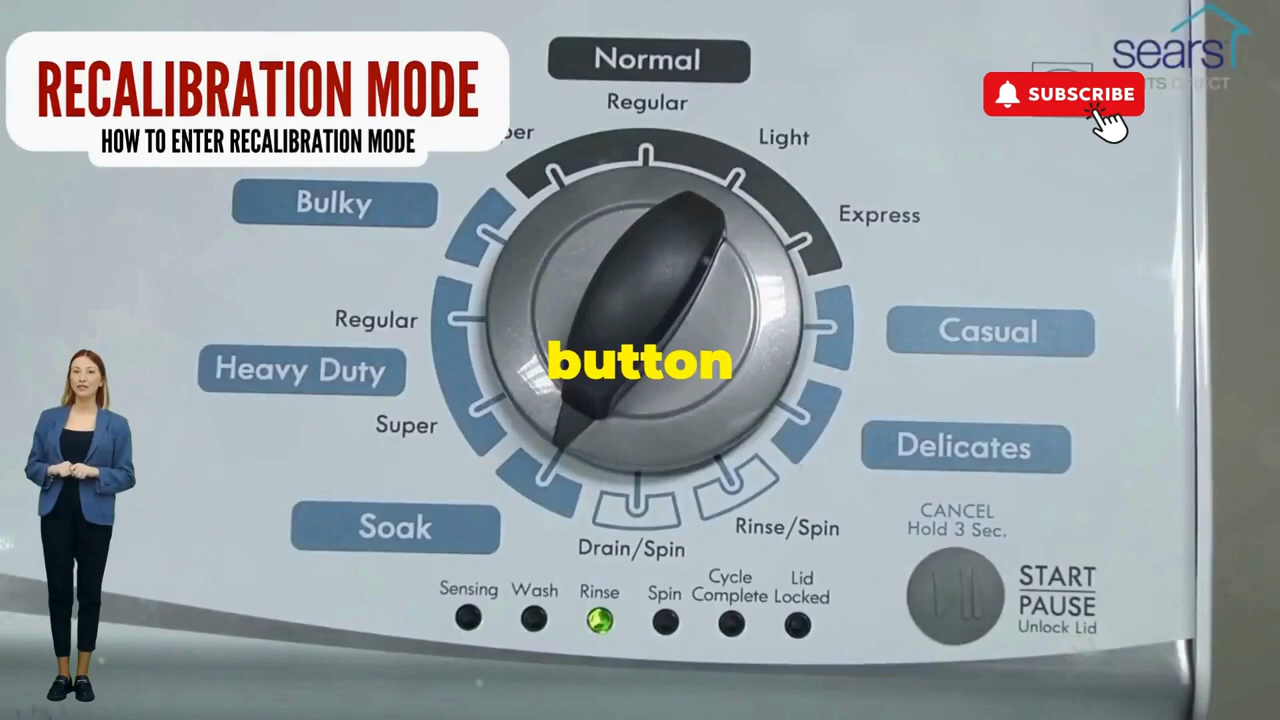 RECALIBRATION MODE
HOW TO ENTER RECALIBRATION MODE
sears
DIRECT
SUBSCRIBE
Normal
Regular
Light
Express
Bulky
Regular
Heavy Duty
Super
Casual
Delicates
button
Soak
Drain/Spin
Rinse/Spin
CANCEL
Hold 3 Sec.
START
PAUSE
Unlock Lid
Sensing
Wash
Rinse
Spin
Cycle
Complete
Lid
Locked